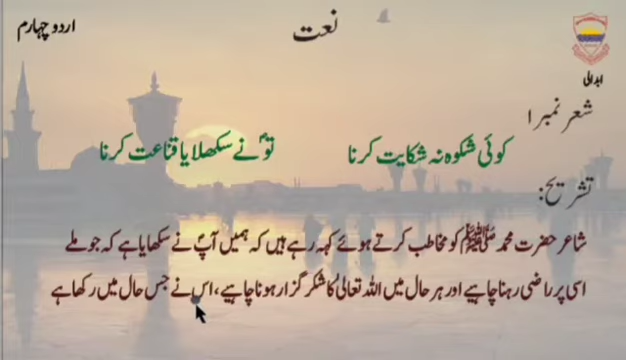 اردو چہارم
نعت
ابدالی
شعر نمبر ۱
کوئی شکوہ نہ شکایت کرنا
توؐ نے سکھلایا قناعت کرنا
تشریح:
شاعر حضرت محمد ﷺ کو مخاطب کرتے ہوئے کہہ رہے ہیں کہ ہمیں آپؐ نے سکھایا ہے کہ جو ملے
اسی پر راضی رہنا چاہیے اور ہر حال میں اللہ تعالیٰ کا شکر گزار ہونا چاہیے، اس نے جس حال میں رکھا ہے